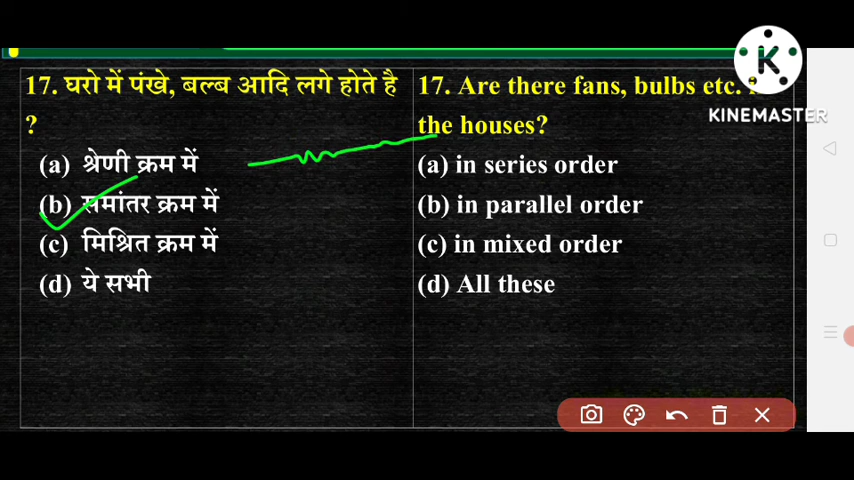 17. घरो में पंखे, बल्ब आदि लगे होते है
?
(a) श्रेणी क्रम में
(b) समांतर क्रम में
(c) मिश्रित क्रम में
(d) ये सभी
17. Are there fans, bulbs etc.
the houses?
(a) in series order
(b) in parallel order
(c) in mixed order
(d) All these
K
KINEMASTER